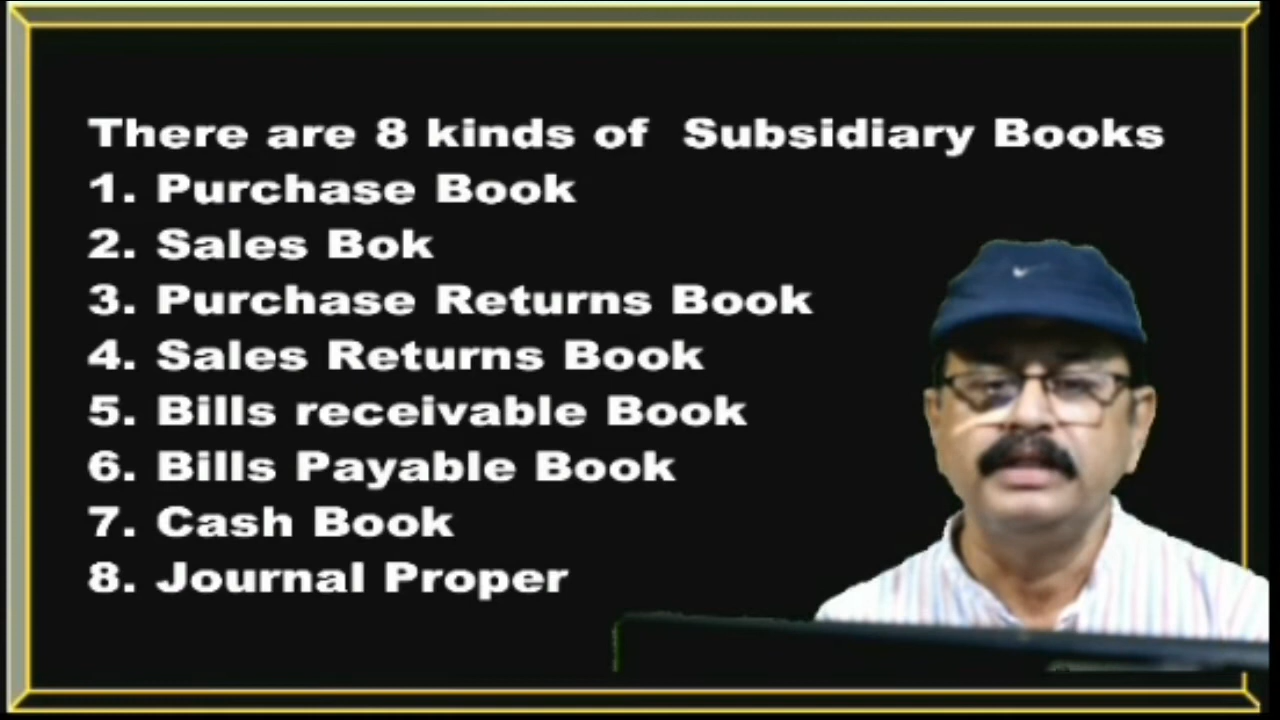 There are 8 kinds of Subsidiary Books
1. Purchase Book
2. Sales Bok
3. Purchase Returns Book
4. Sales Returns Book
5. Bills receivable Book
6. Bills Payable Book
7. Cash Book
8. Journal Proper